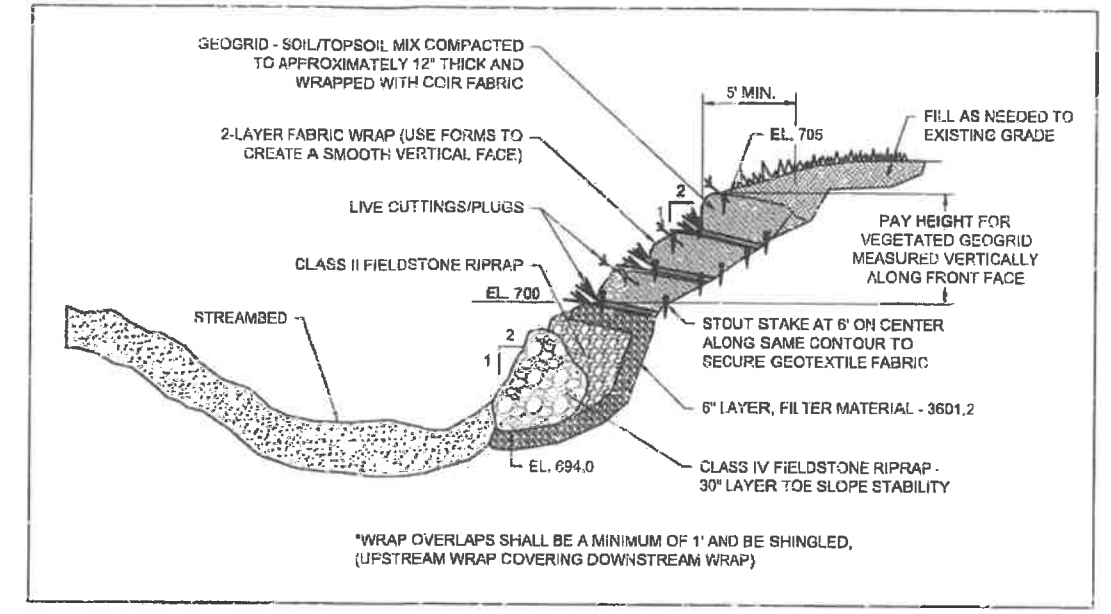 GEOGRID - SOIL/TOPSOIL MIX COMPACTED
TO APPROXIMATELY 12" THICK AND
WRAPPED WITH COIR FABRIC
5' MIN.
EL. 705
FILL AS NEEDED TO
EXISTING GRADE
2-LAYER FABRIC WRAP (USE FORMS TO
CREATE A SMOOTH VERTICAL FACE)
2
1
LIVE CUTTINGS/PLUGS
PAY HEIGHT FOR
VEGETATED GEOGRID
MEASURED VERTICALLY
ALONG FRONT FACE
CLASS II FIELDSTONE RIPRAP
EL. 700
STREAMBED
2
1
STOUT STAKE AT 6' ON CENTER
ALONG SAME CONTOUR TO
SECURE GEOTEXTILE FABRIC
6" LAYER, FILTER MATERIAL - 3601.2
EL. 694.0
CLASS IV FIELDSTONE RIPRAP -
30" LAYER TOE SLOPE STABILITY
*WRAP OVERLAPS SHALL BE A MINIMUM OF 1' AND BE SHINGLED,
(UPSTREAM WRAP COVERING DOWNSTREAM WRAP)